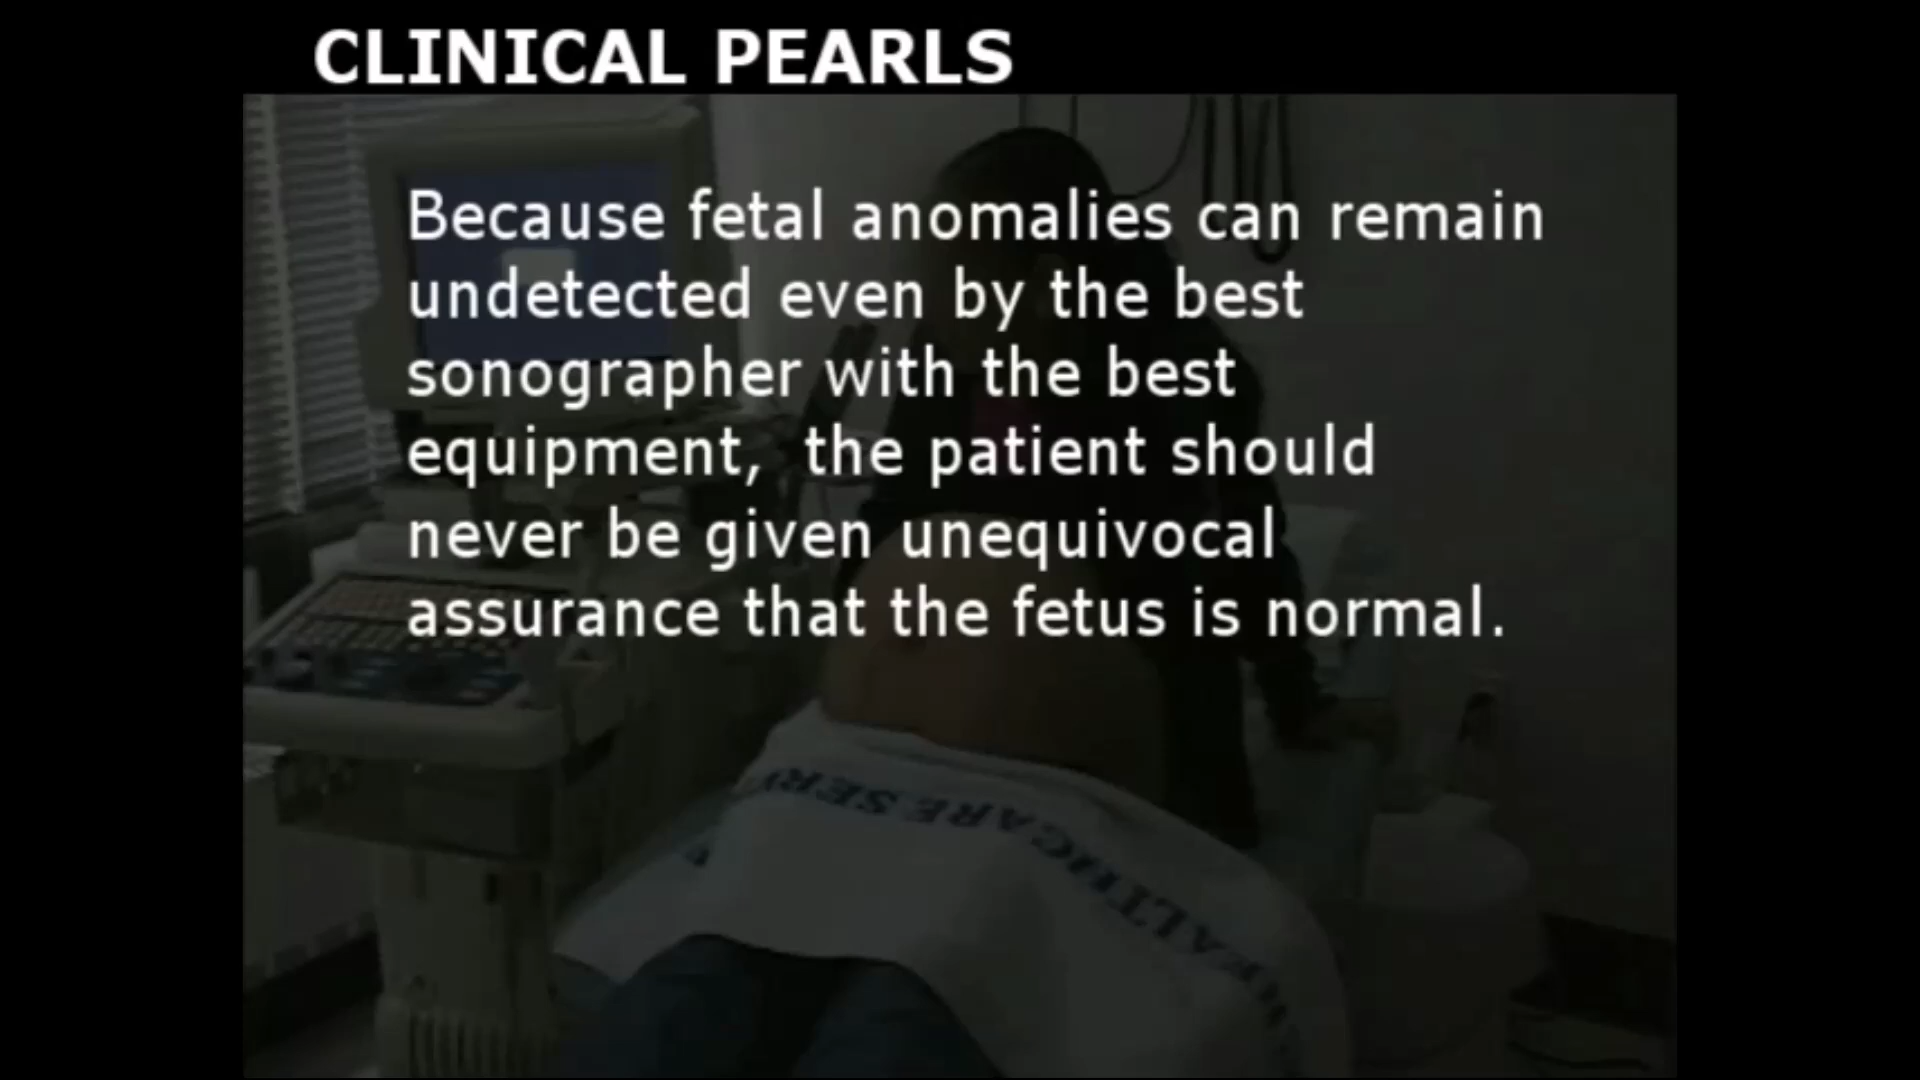 CLINICAL PEARLS
Because fetal anomalies can remain
undetected even by the best
sonographer with the best
equipment, the patient should
never be given unequivocal
assurance that the fetus is normal.